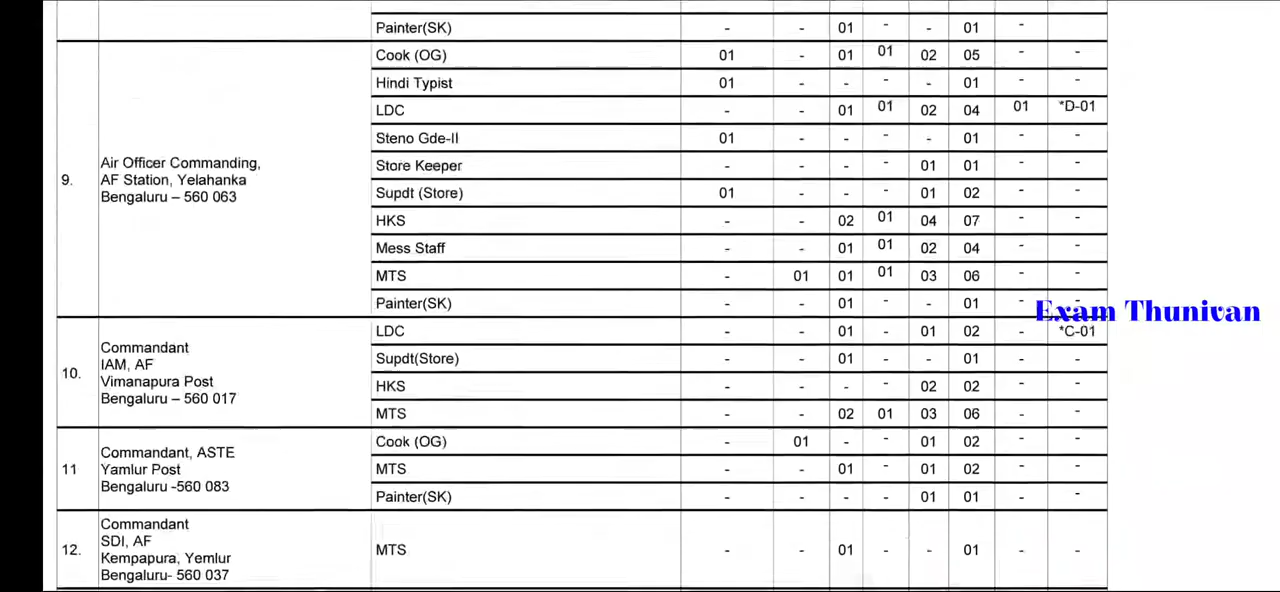 Painter(SK) - - 01 - - 01 -
9. Air Officer Commanding,
AF Station, Yelahanka
Bengaluru – 560 063
Cook (OG) 01 - 01 01 02 05 - -
Hindi Typist 01 - - - - 01 - -
LDC - - 01 01 02 04 01 *D-01
Steno Gde-II 01 - - - - 01 - -
Store Keeper - - - - 01 01 - -
Supdt (Store) 01 - - - 01 02 - -
HKS - - 02 01 04 07 - -
Mess Staff - - 01 01 02 04 - -
MTS - 01 01 01 03 06 - -
Painter(SK) - - 01 - - 01 - -
Exam Thunivan
10. Commandant
IAM, AF
Vimanapura Post
Bengaluru – 560 017
LDC - - 01 - 01 02 - *C-01
Supdt(Store) - - 01 - - 01 - -
HKS - - - - 02 02 - -
MTS - - 02 01 03 06 - -
11 Commandant, ASTE
Yamlur Post
Bengaluru -560 083
Cook (OG) - 01 - - 01 02 - -
MTS - - 01 - 01 02 - -
Painter(SK) - - - - 01 01 - -
12. Commandant
SDI, AF
Kempapura, Yemlur
Bengaluru- 560 037
MTS - - 01 - - 01 - -